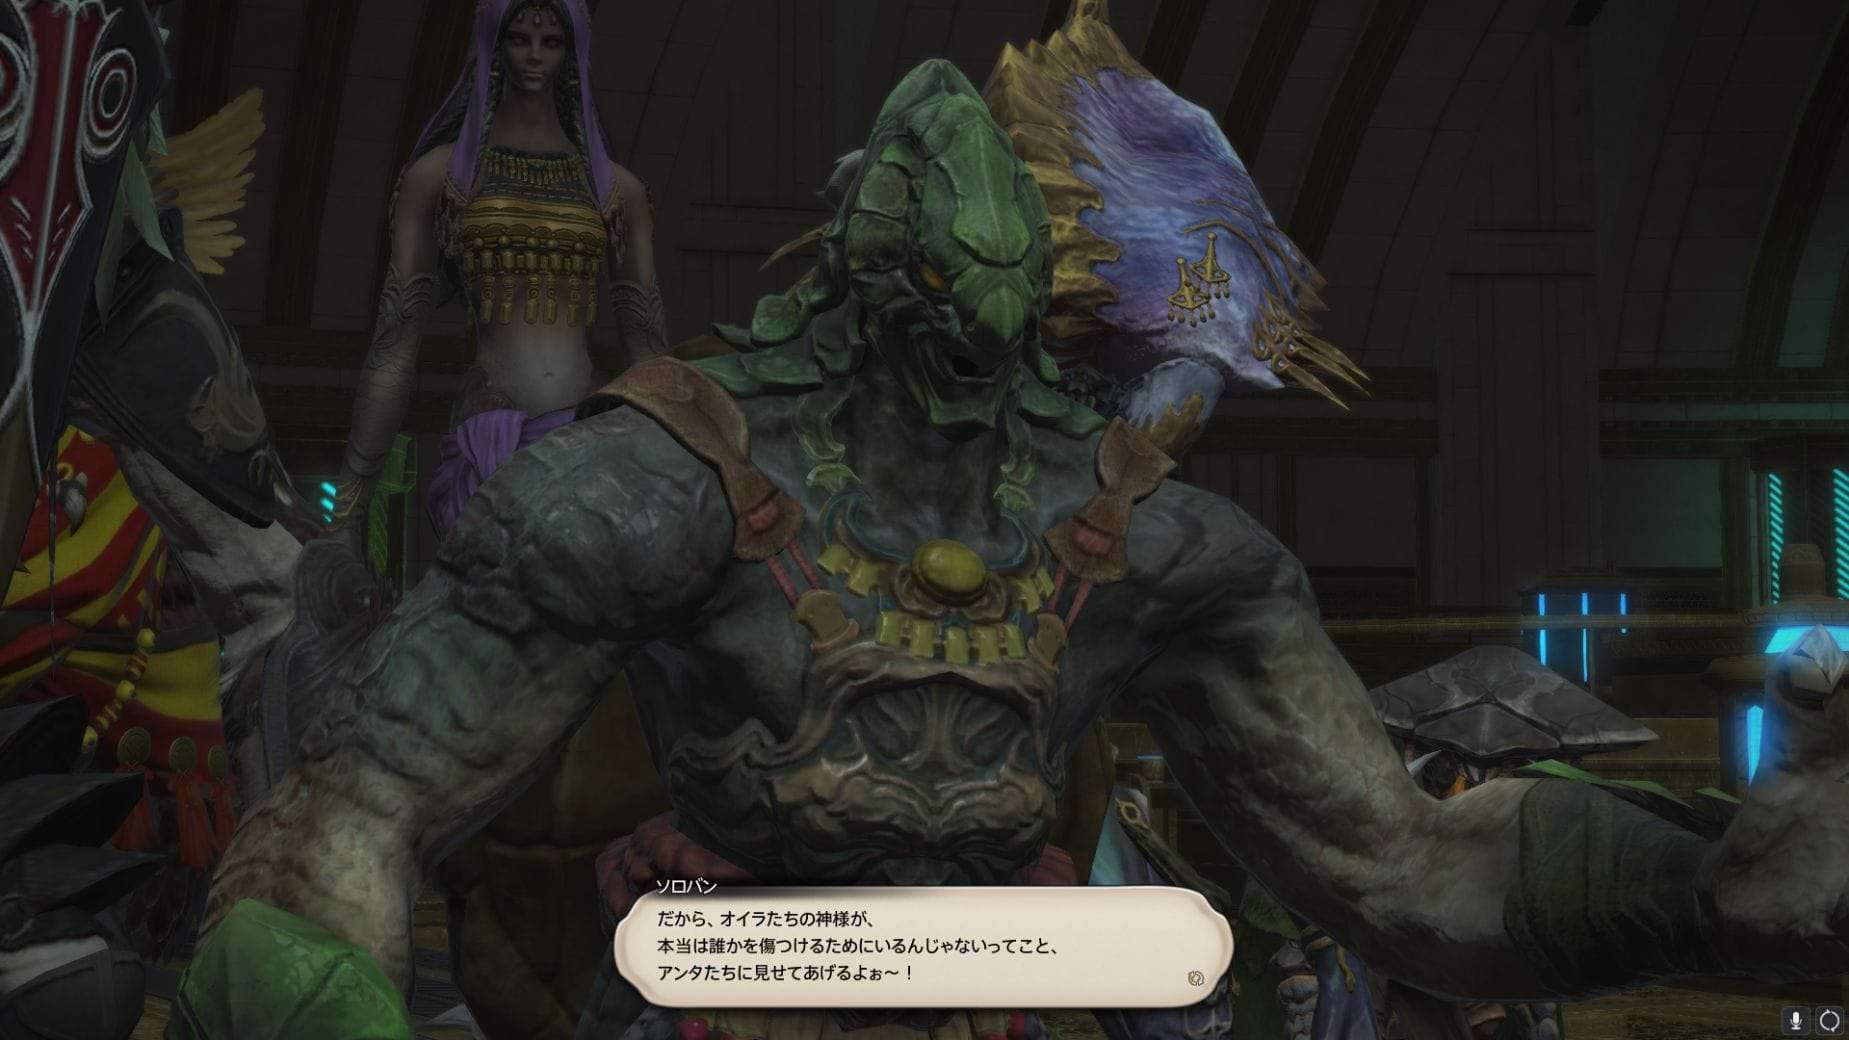 ソロバン
だから、オイラたちの神様が、
本当は誰かを傷つけるためにいるんじゃないってこと、
アンタたちに見せてあげるよぉ～！